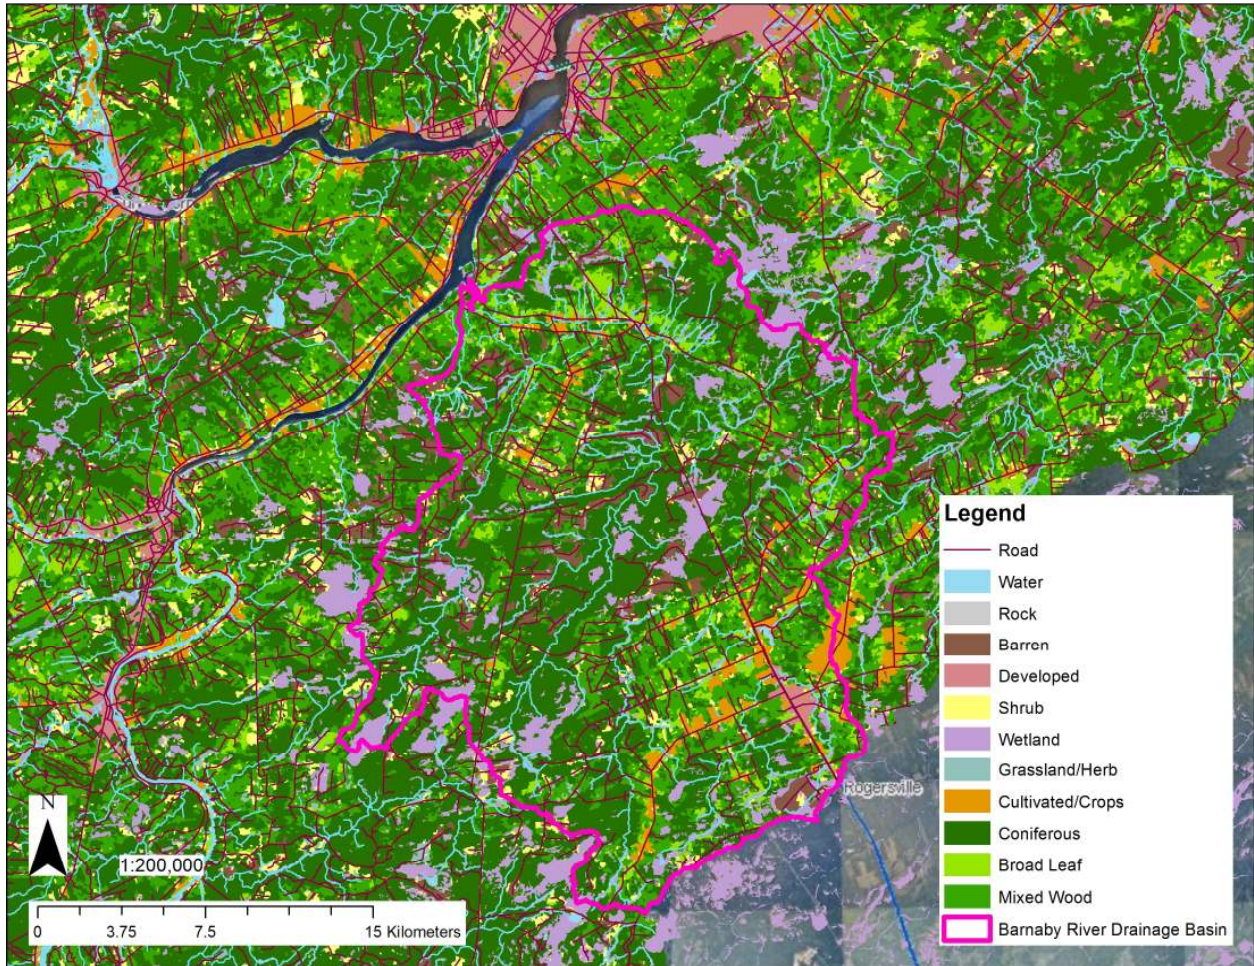 Legend
Road
Water
Rock
Barren
Developed
Shrub
Wetland
Grassland/Herb
Cultivated/Crops
Coniferous
Broad Leaf
Mixed Wood
Barnaby River Drainage Basin
Rogersville
N
1:200,000
0 3.75 7.5 15 Kilometers